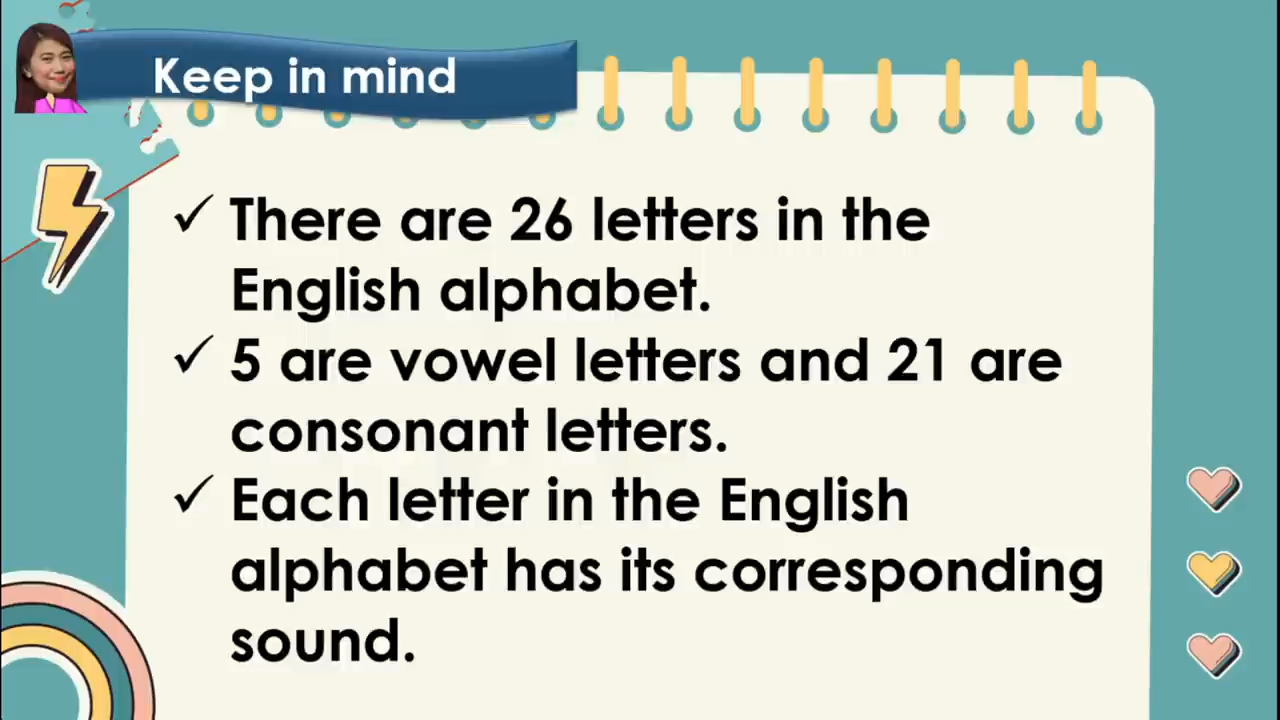 Keep in mind
✓ There are 26 letters in the
English alphabet.
✓ 5 are vowel letters and 21 are
consonant letters.
✓ Each letter in the English
alphabet has its corresponding
sound.